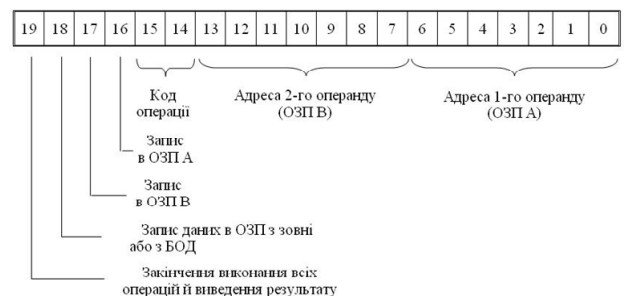 19 18 17 16 15 14 13 12 11 10 9 8 7 6 5 4 3 2 1 0
Код
операції
Адреса 2-го операнду
(ОЗП В)
Адреса 1-го операнду
(ОЗП А)
Запис
в ОЗП А
Запис
в ОЗП В
Запис даних в ОЗП з зовні
або з БОД
Закінчення виконання всіх
операцій й виведення результату